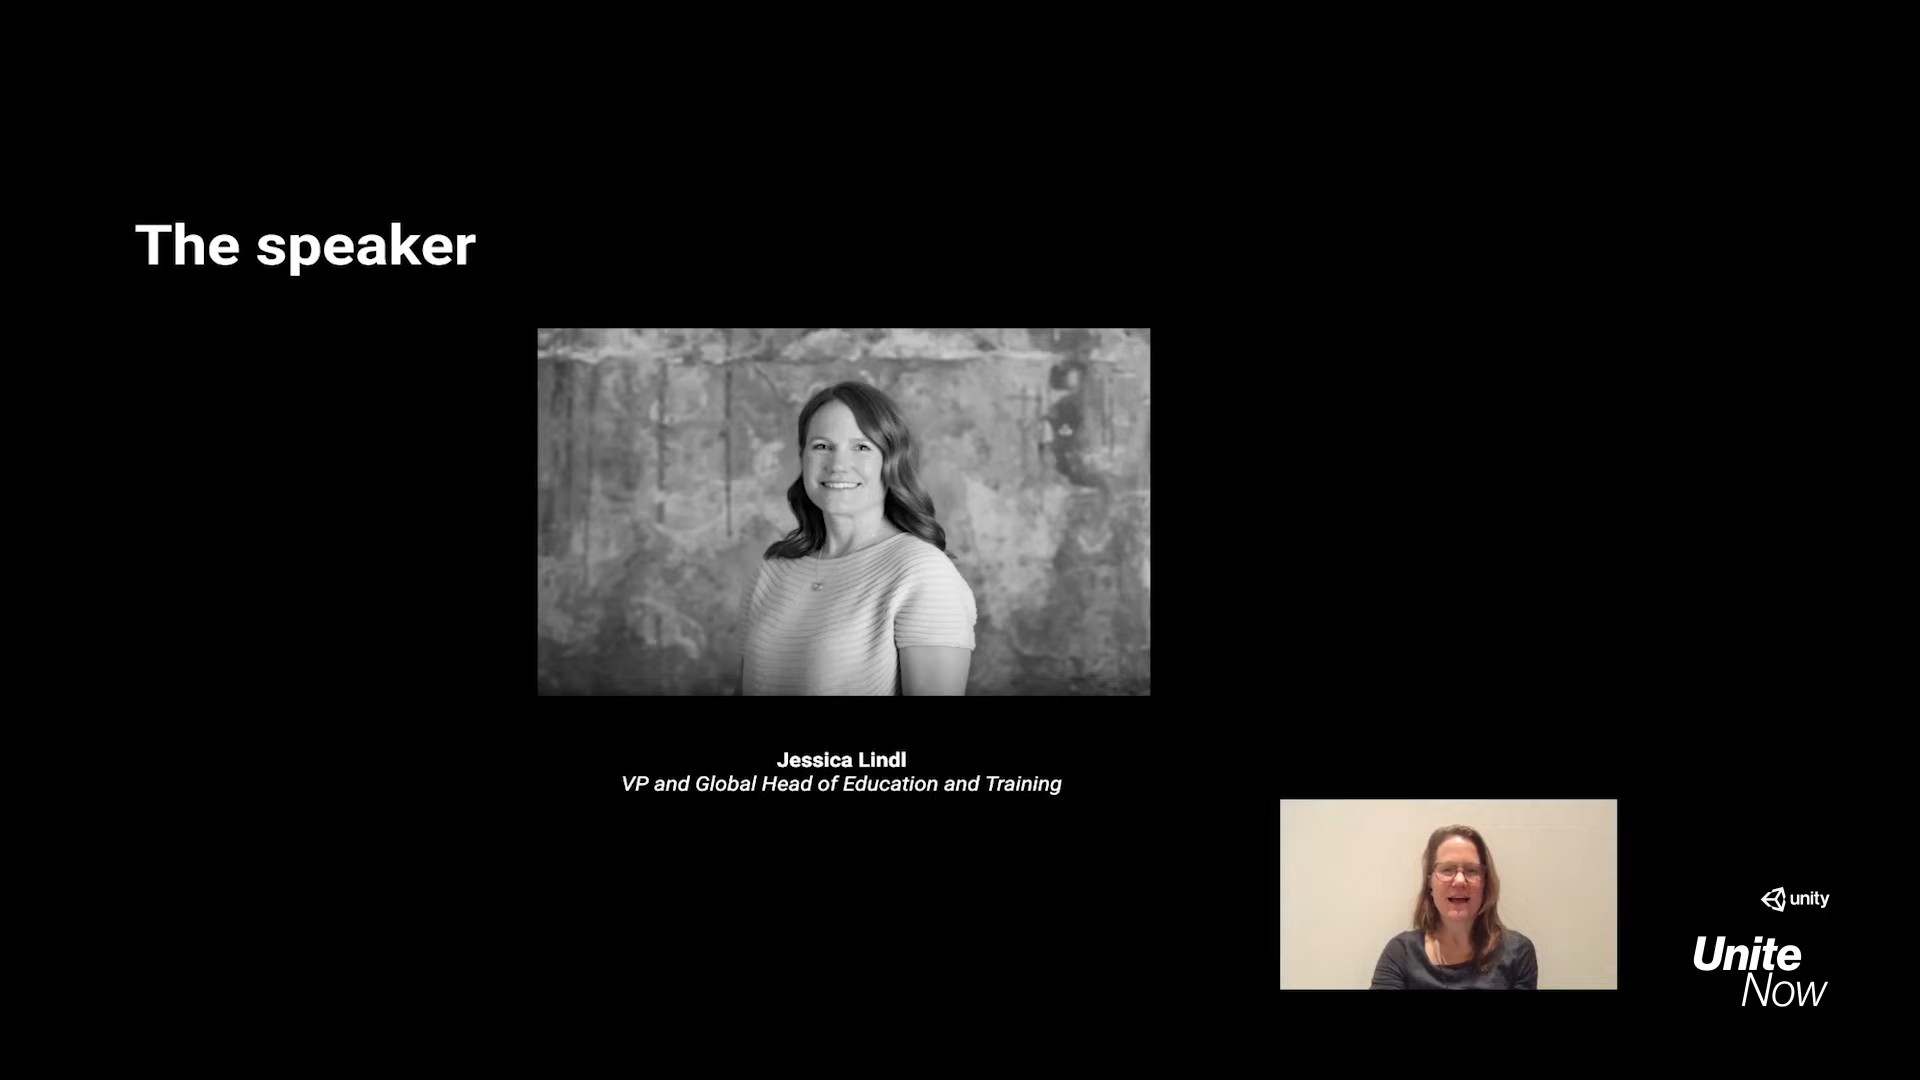 The speaker
Jessica Lindl
VP and Global Head of Education and Training
unity
Unite
Now